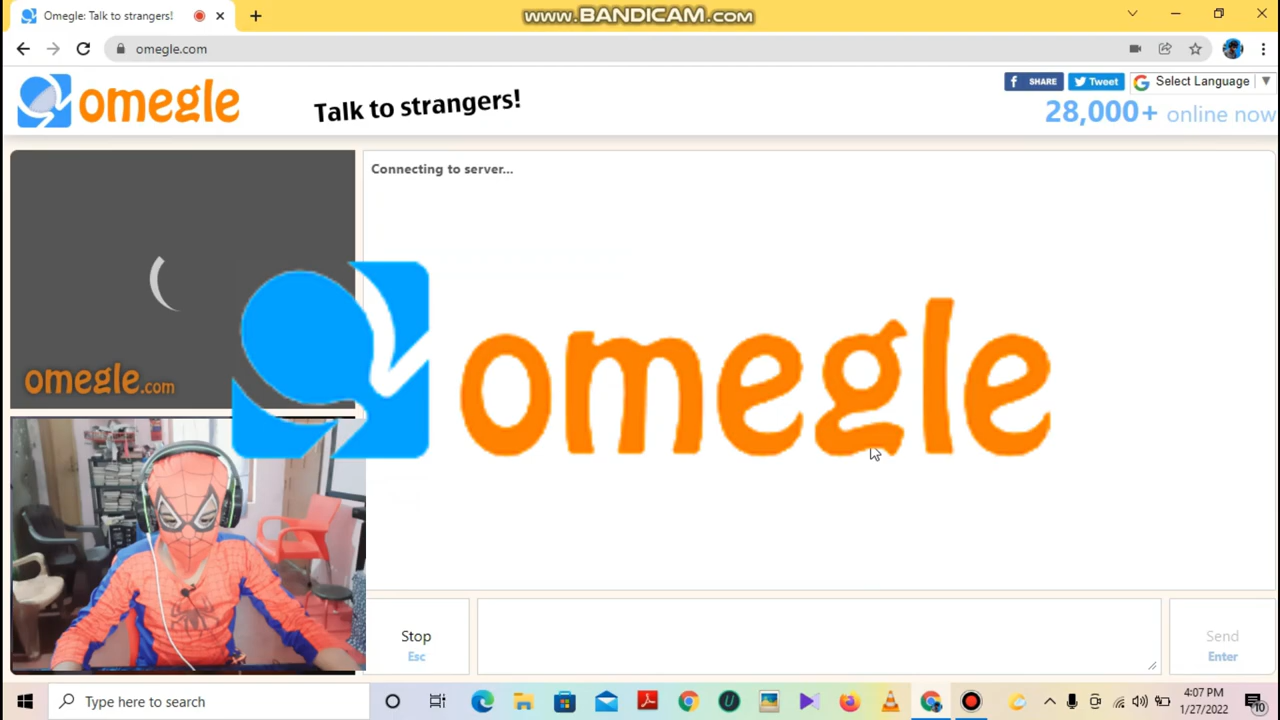 Omegle: Talk to strangers!
www.BANDICAM.com
omegle.com
omegle
Talk to strangers!
f SHARE
Tweet
G Select Language
28,000+ online now
Connecting to server...
omegle
omegle.com
Stop
Esc
Send
Enter
Type here to search
4:07 PM
1/27/2022
10